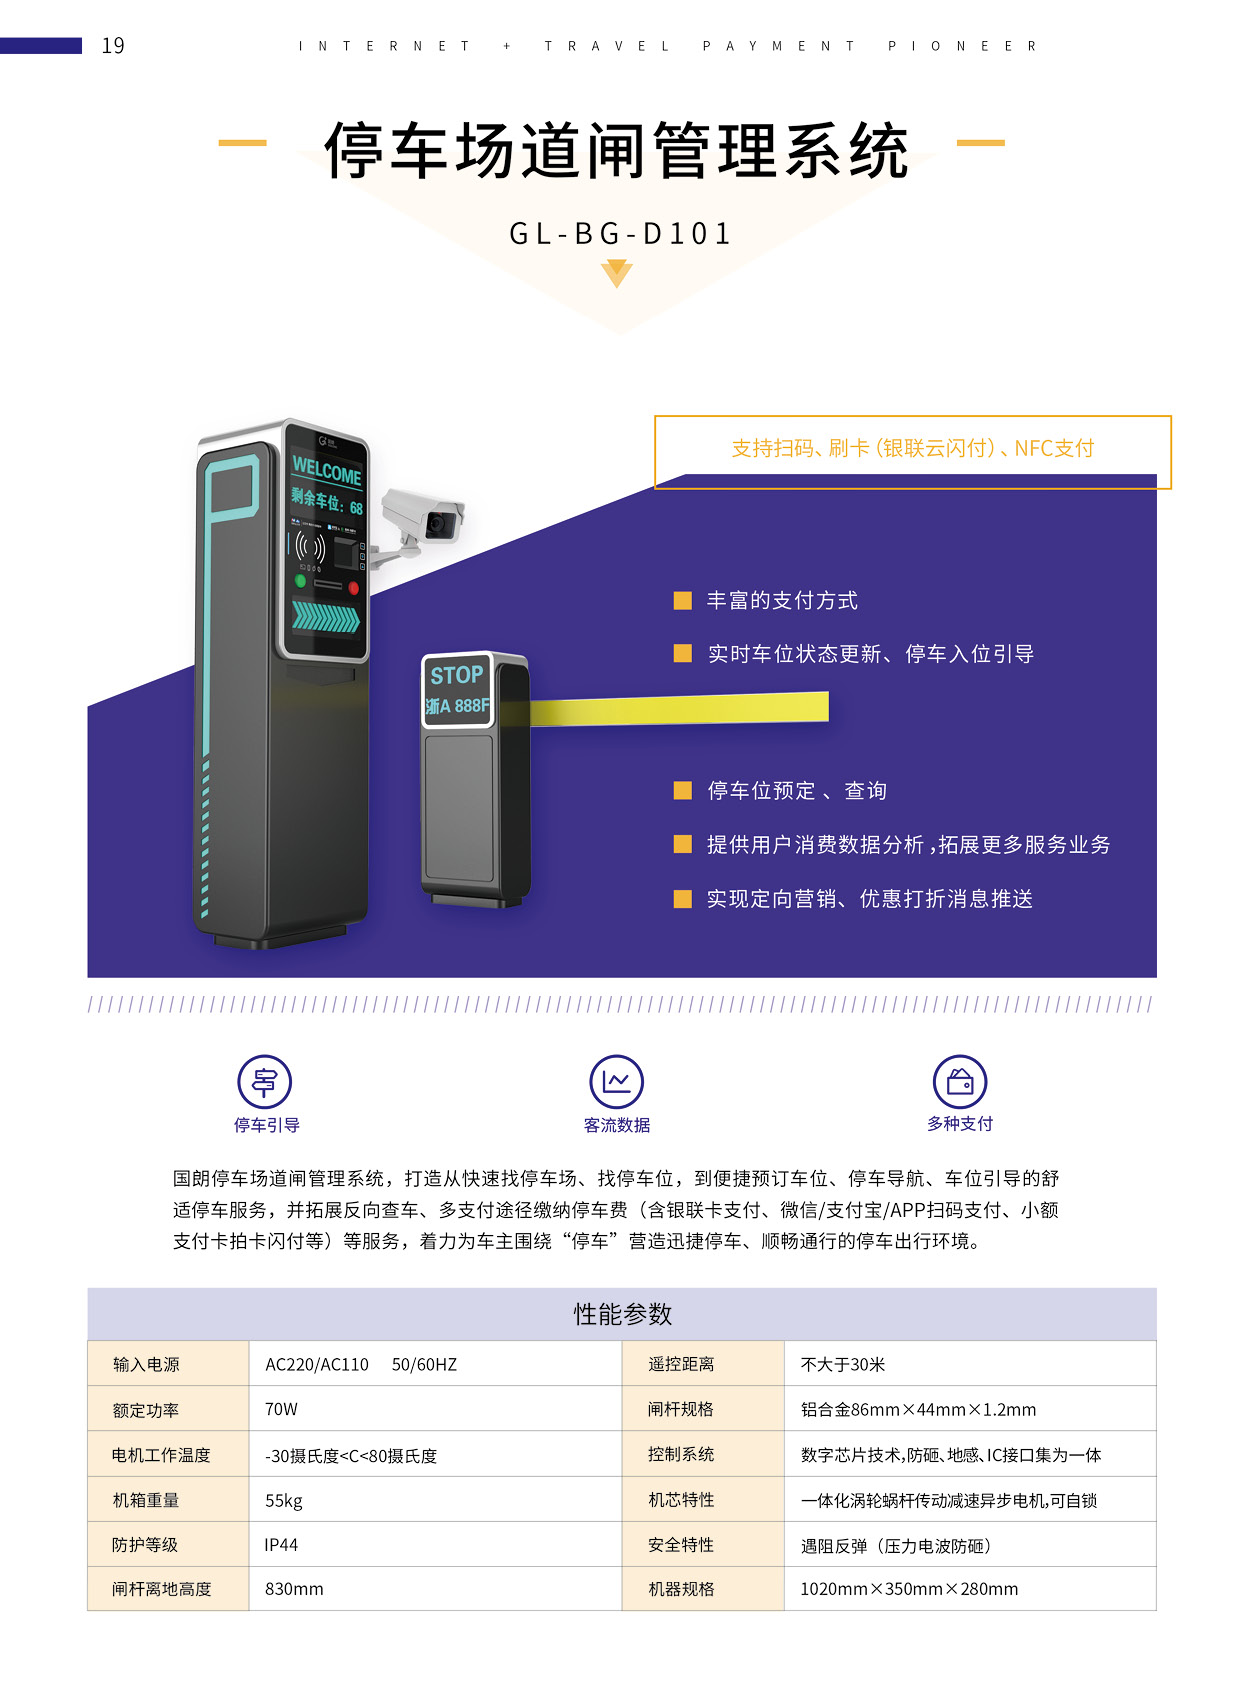 19
INTERNET + TRAVEL PAYMENT PIONEER
停车场道闸管理系统
GL-BG-D101
支持扫码、刷卡（银联云闪付）、NFC支付
WELCOME
剩余车位：68
丰富的支付方式
实时车位状态更新、停车入位引导
STOP
浙A 888F
停车位预定 、查询
提供用户消费数据分析 ,拓展更多服务业务
实现定向营销、优惠打折消息推送
停车引导
客流数据
多种支付
国朗停车场道闸管理系统，打造从快速找停车场、找停车位，到便捷预订车位、停车导航、车位引导的舒
适停车服务，并拓展反向查车、多支付途径缴纳停车费（含银联卡支付、微信/支付宝/APP扫码支付、小额
支付卡拍卡闪付等）等服务，着力为车主围绕“停车”营造迅捷停车、顺畅通行的停车出行环境。
性能参数
输入电源 AC220/AC110 50/60HZ 遥控距离 不大于30米
额定功率 70W 闸杆规格 铝合金86mm×44mm×1.2mm
电机工作温度 -30摄氏度<C<80摄氏度 控制系统 数字芯片技术,防砸、地感、IC接口集为一体
机箱重量 55kg 机芯特性 一体化涡轮蜗杆传动减速异步电机,可自锁
防护等级 IP44 安全特性 遇阻反弹（压力电波防砸）
闸杆离地高度 830mm 机器规格 1020mm×350mm×280mm